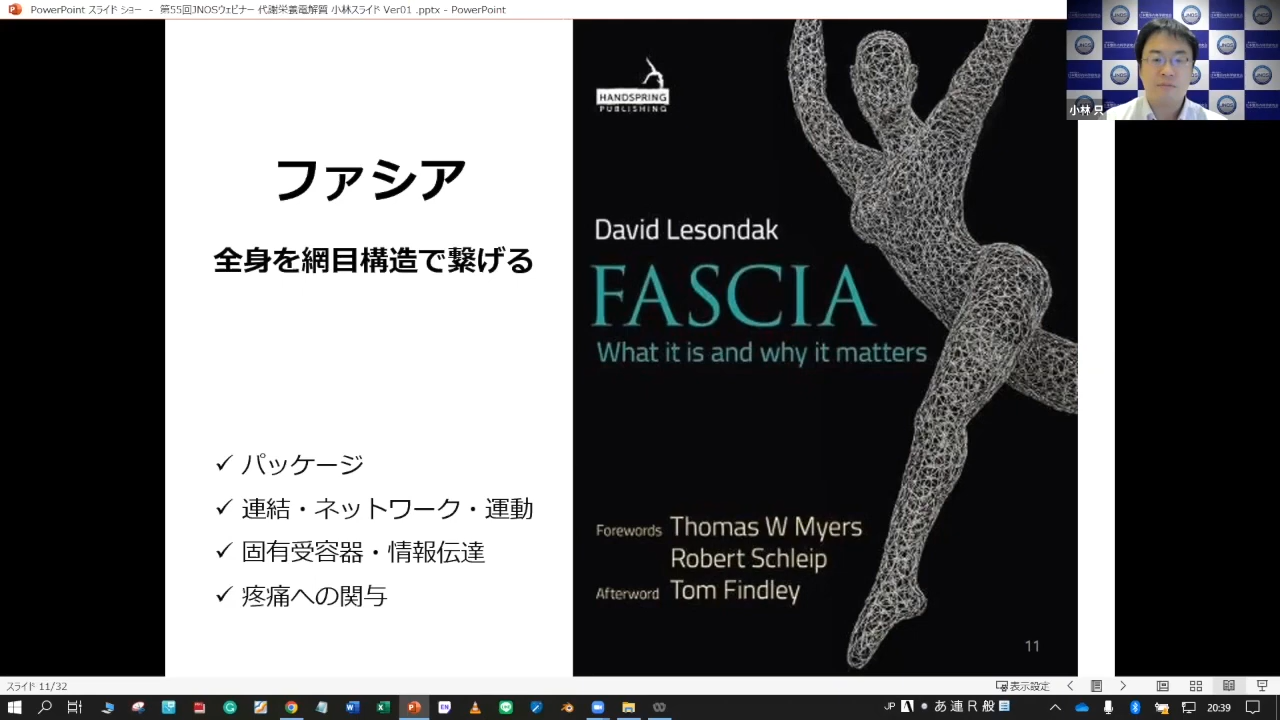 PowerPoint スライド ショー - 第55回JNOSウェビナー 代謝栄養電解質 小林スライド Ver01 .pptx - PowerPoint
小林 只
HANDSPRING
PUBLISHING
ファシア
全身を網目構造で繋げる
✓ パッケージ
✓ 連結・ネットワーク・運動
✓ 固有受容器・情報伝達
✓ 疼痛への関与
David Lesondak
FASCIA
What it is and why it matters
Forewords Thomas W Myers
Robert Schleip
Afterword Tom Findley
11
スライド 11/32
表示設定
JP A あ 連 R 般
20:39